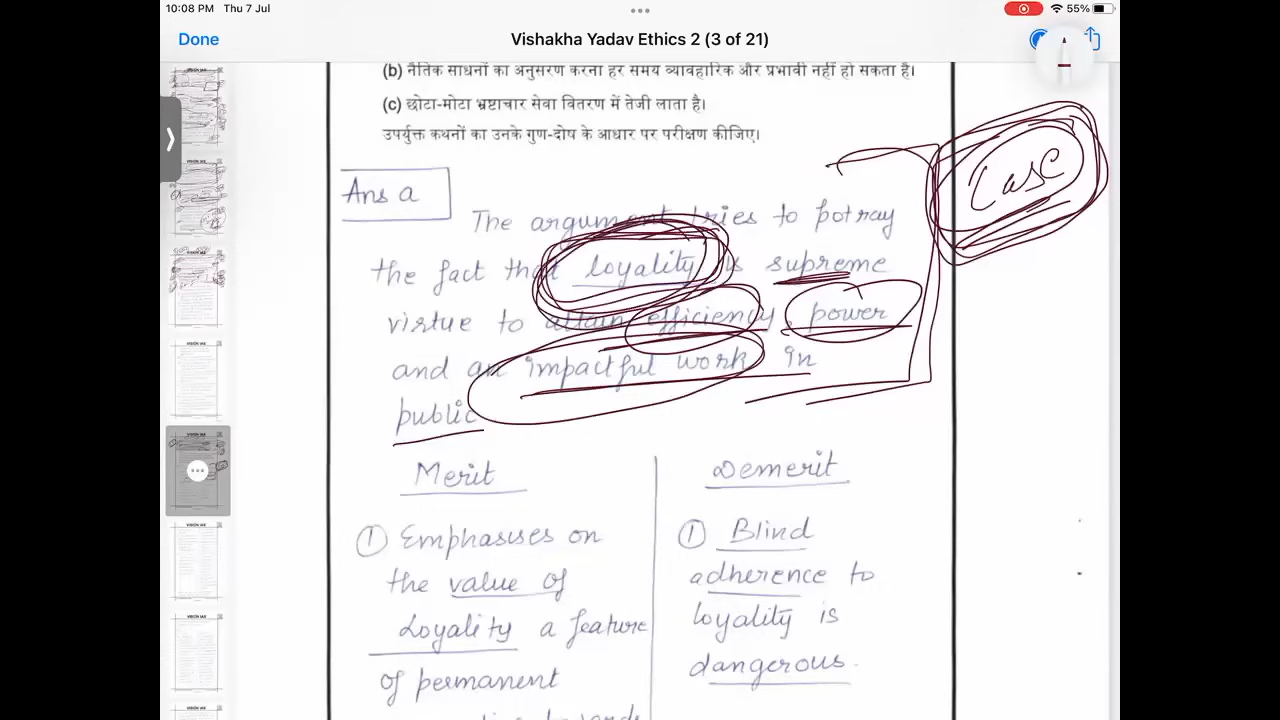 10:08 PM Thu 7 Jul
55%
Done
Vishakha Yadav Ethics 2 (3 of 21)
(b) नैतिक साधनों का अनुसरण करना हर समय व्यावहारिक और प्रभावी नहीं हो सकता है।
(c) छोटा-मोटा भ्रष्टाचार सेवा वितरण में तेजी लाता है।
उपर्युक्त कथनों का उनके गुण-दोष के आधार पर परीक्षण कीजिए।
Case
Ans a
The argument tries to potray
the fact that loyality is supreme
virtue to attain efficiency, power
and an impactful work in
public
Merit
Demerit
① Emphasises on
the value of
Loyality a feature
of permanent
① Blind
adherence to
loyality is
dangerous.